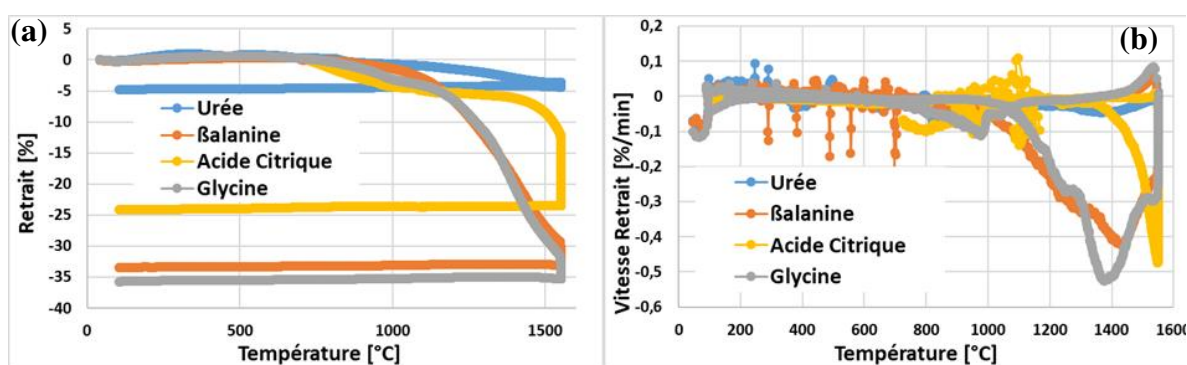 (a)
5
0
-5
-10
-15
-20
-25
-30
-35
-40
Retrait [%]
Urée
ßalanine
Acide Citrique
Glycine
0 500 1000 1500
Température [°C]
(b)
0,2
0,1
0
-0,1
-0,2
-0,3
-0,4
-0,5
-0,6
Vitesse Retrait [%/min]
Urée
ßalanine
Acide Citrique
Glycine
0 200 400 600 800 1000 1200 1400 1600
Température [°C]